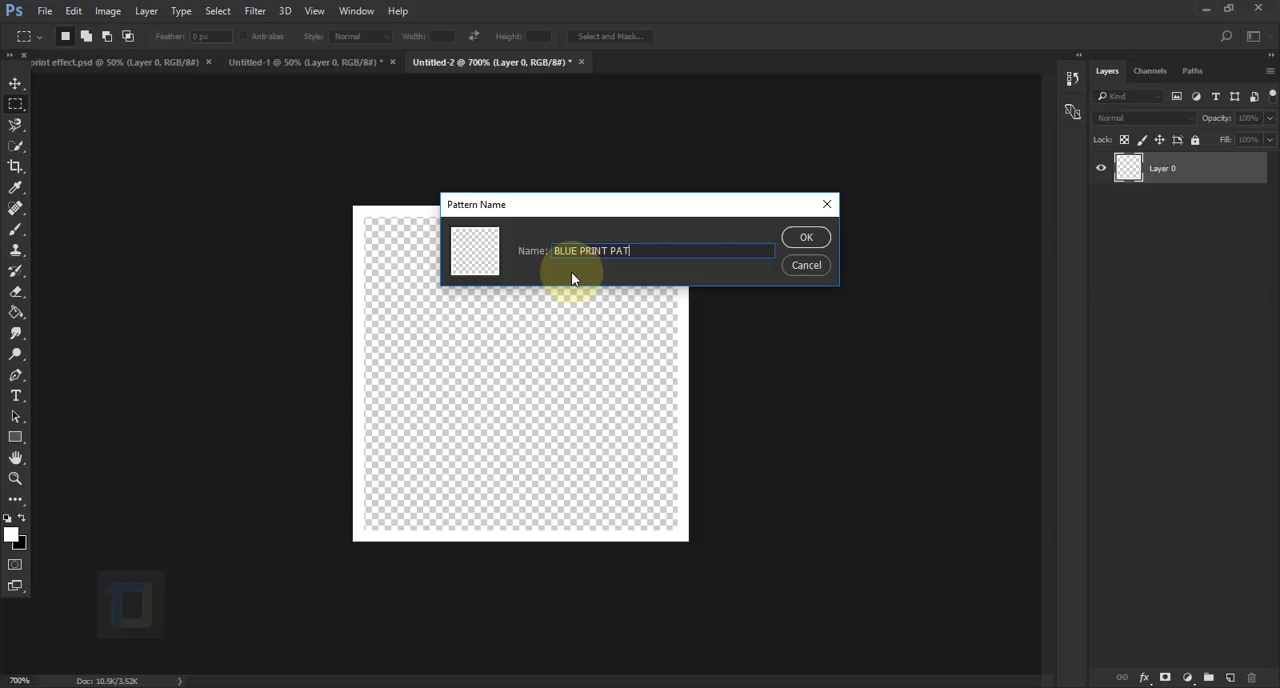 Ps File Edit Image Layer Type Select Filter 3D View Window Help
Feather: 0 px Anti-alias Style: Normal Width: Height: Select and Mask...
print effect.psd @ 50% (Layer 0, RGB/8#) × Untitled-1 @ 50% (Layer 0, RGB/8#) * × Untitled-2 @ 700% (Layer 0, RGB/8#) * ×
Layers Channels Paths
Kind
Normal Opacity: 100%
Lock: Fill: 100%
Layer 0
Pattern Name
Name: BLUE PRINT PAT
OK
Cancel
700% Doc: 10.5K/3.52K